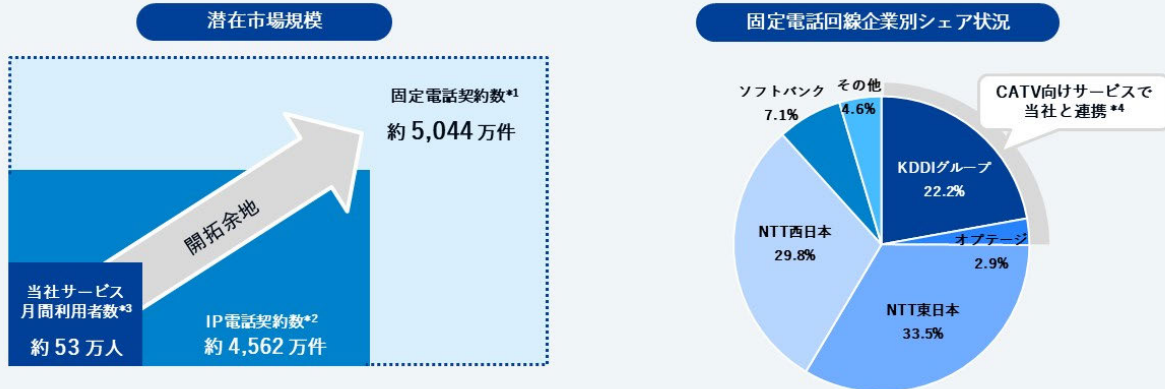 潜在市場規模
固定電話契約数*1
約 5,044 万件
開拓余地
当社サービス
月間利用者数*3
約 53 万人
IP電話契約数*2
約 4,562 万件
固定電話回線企業別シェア状況
CATV向けサービスで
当社と連携*4
ソフトバンク
7.1%
その他
4.6%
KDDIグループ
22.2%
オプテージ
2.9%
NTT西日本
29.8%
NTT東日本
33.5%